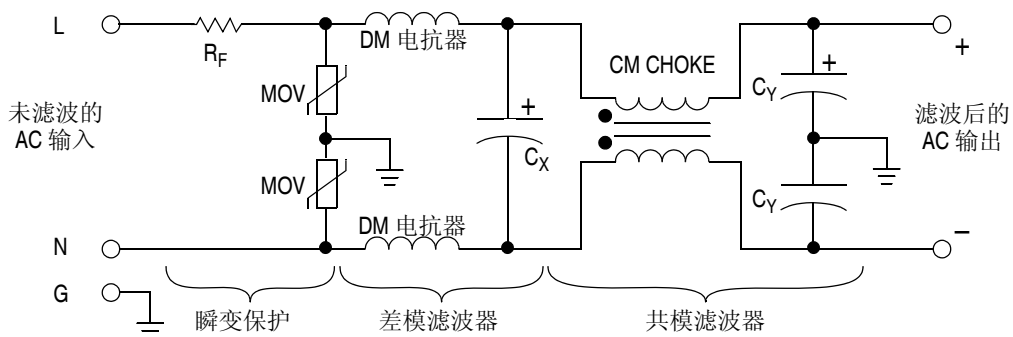 L
R_F
DM 电抗器
CM CHOKE
+
MOV
+
C_Y
+
未滤波的
AC 输入
C_X
滤波后的
AC 输出
MOV
C_Y
DM 电抗器
N
−
G
瞬变保护
差模滤波器
共模滤波器